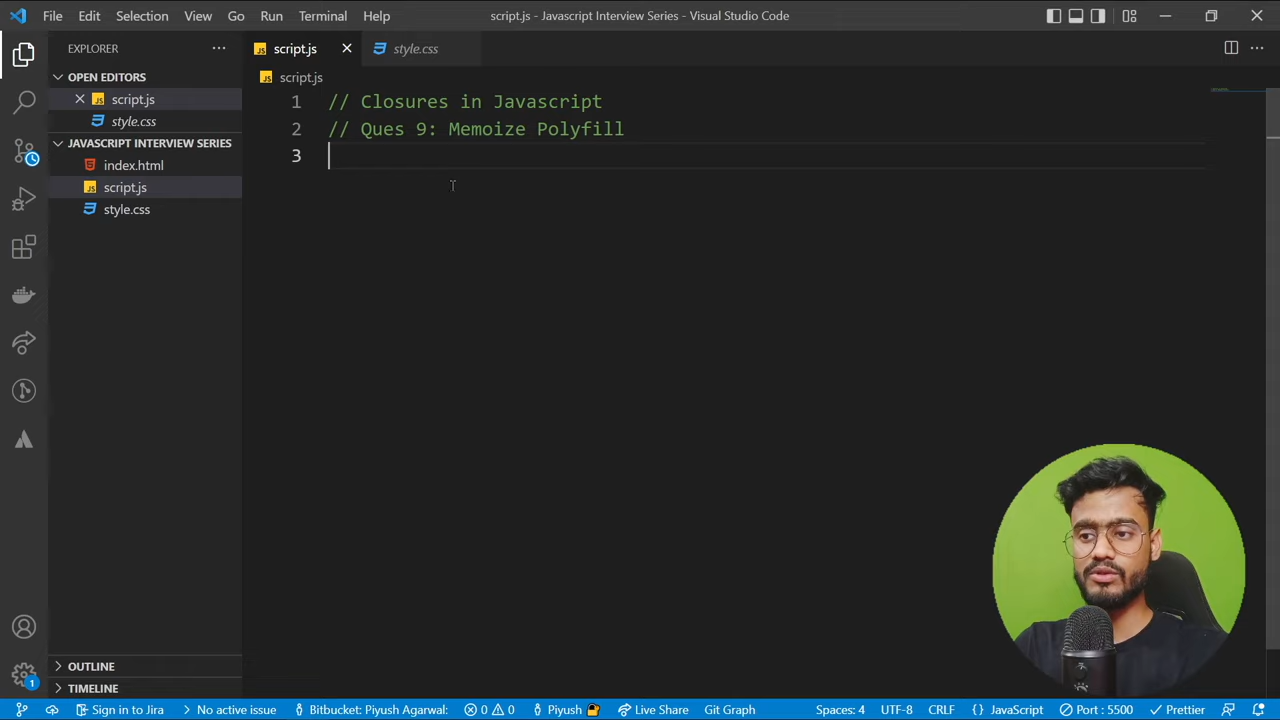 File Edit Selection View Go Run Terminal Help script.js - Javascript Interview Series - Visual Studio Code
EXPLORER
script.js
style.css
OPEN EDITORS
script.js
script.js
style.css
JAVASCRIPT INTERVIEW SERIES
index.html
script.js
style.css
1 // Closures in Javascript
2 // Ques 9: Memoize Polyfill
3
OUTLINE
TIMELINE
1
Sign in to Jira No active issue Bitbucket: Piyush Agarwal: 0 0 Piyush Live Share Git Graph Spaces: 4 UTF-8 CRLF {} JavaScript Port : 5500 Prettier